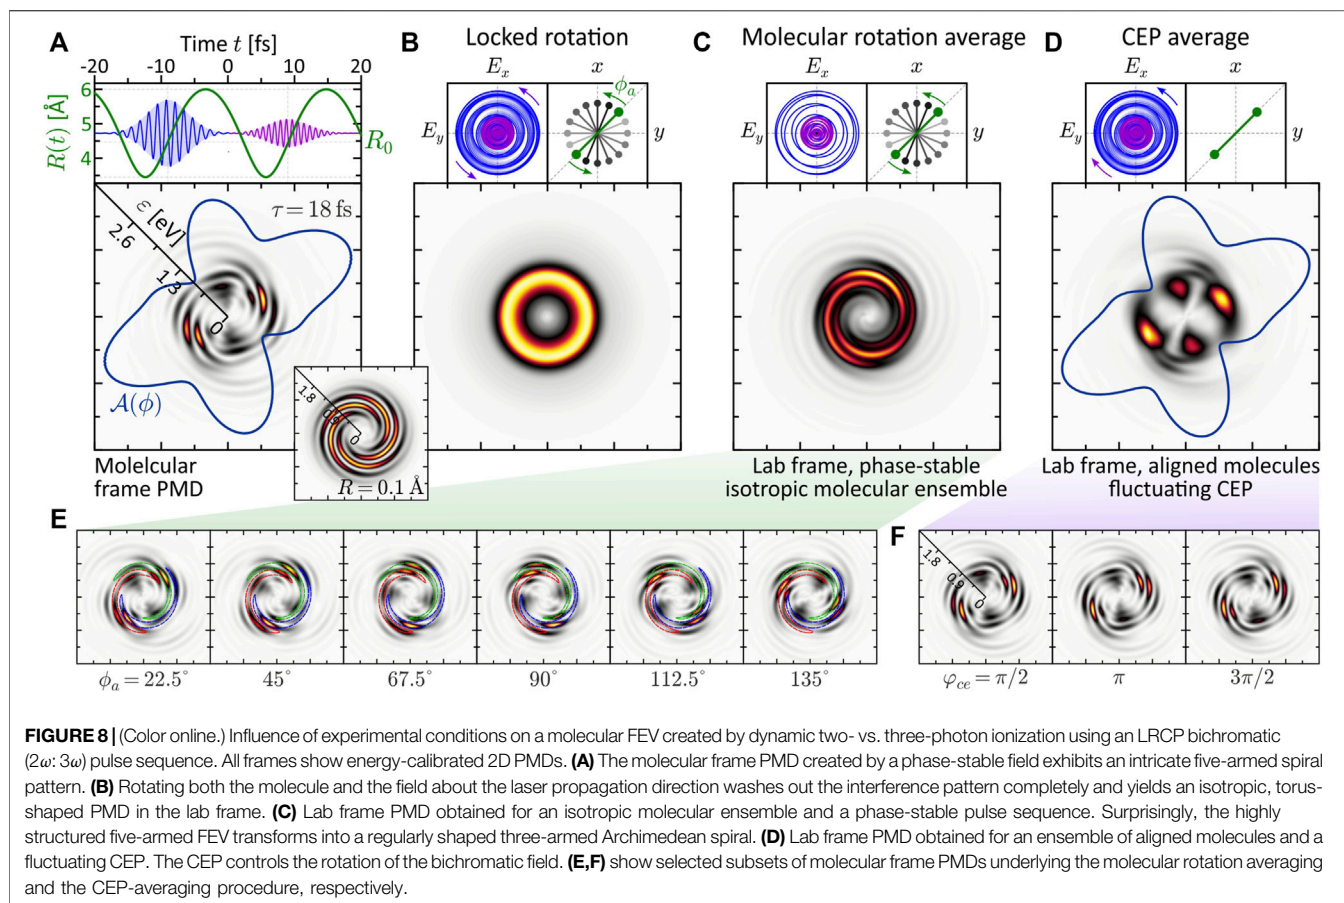 A
Time t [fs]
-20 -10 0 10 20
R(t) [Å]
6
5
4
R₀
ε [eV]
2.6
1.3
0
τ = 18 fs
𝒜(ϕ)
Molelcular
frame PMD
1.8
0
R = 0.1 Å
B
Locked rotation
Eₓ
x
E_y
ϕₐ
y
C
Molecular rotation average
Eₓ
x
E_y
y
Lab frame, phase-stable
isotropic molecular ensemble
D
CEP average
Eₓ
x
E_y
y
Lab frame, aligned molecules
fluctuating CEP
E
ϕₐ = 22.5° 45° 67.5° 90° 112.5° 135°
F
1.8
0.9
0
φ_ce = π/2 π 3π/2
FIGURE 8 | (Color online.) Influence of experimental conditions on a molecular FEV created by dynamic two- vs. three-photon ionization using an LRCP bichromatic
(2ω: 3ω) pulse sequence. All frames show energy-calibrated 2D PMDs. (A) The molecular frame PMD created by a phase-stable field exhibits an intricate five-armed spiral
pattern. (B) Rotating both the molecule and the field about the laser propagation direction washes out the interference pattern completely and yields an isotropic, torus-
shaped PMD in the lab frame. (C) Lab frame PMD obtained for an isotropic molecular ensemble and a phase-stable pulse sequence. Surprisingly, the highly
structured five-armed FEV transforms into a regularly shaped three-armed Archimedean spiral. (D) Lab frame PMD obtained for an ensemble of aligned molecules and a
fluctuating CEP. The CEP controls the rotation of the bichromatic field. (E,F) show selected subsets of molecular frame PMDs underlying the molecular rotation averaging
and the CEP-averaging procedure, respectively.